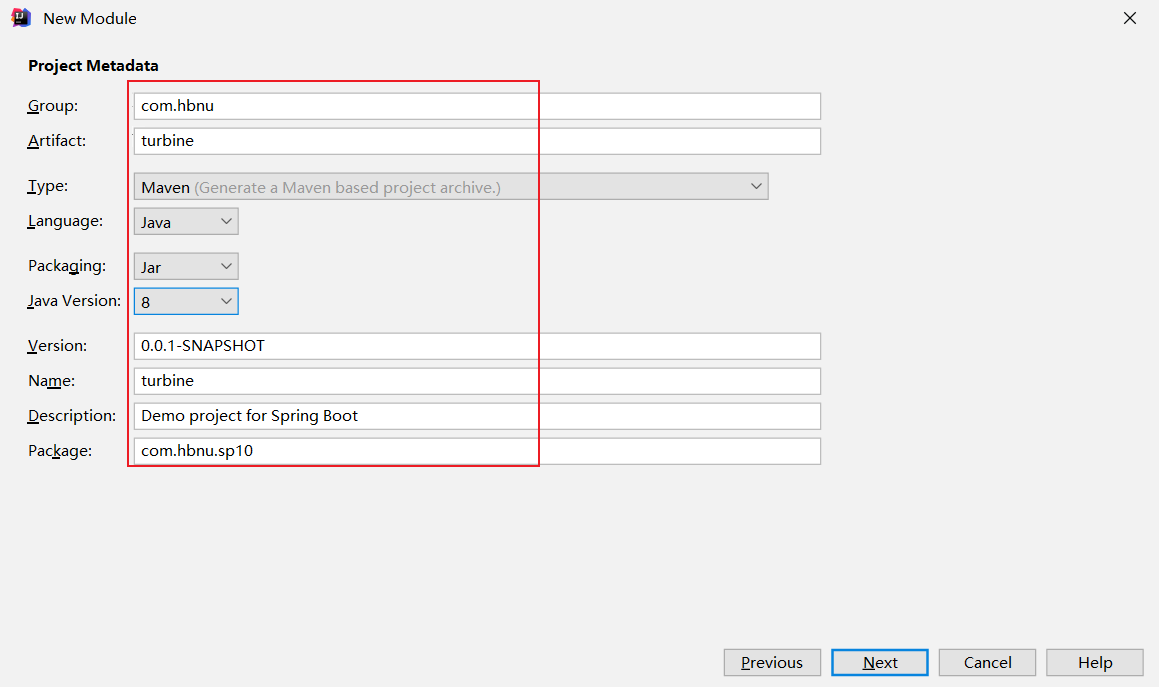 New Module
Project Metadata
Group: com.hbnu
Artifact: turbine
Type: Maven (Generate a Maven based project archive.)
Language: Java
Packaging: Jar
Java Version: 8
Version: 0.0.1-SNAPSHOT
Name: turbine
Description: Demo project for Spring Boot
Package: com.hbnu.sp10
Previous Next Cancel Help